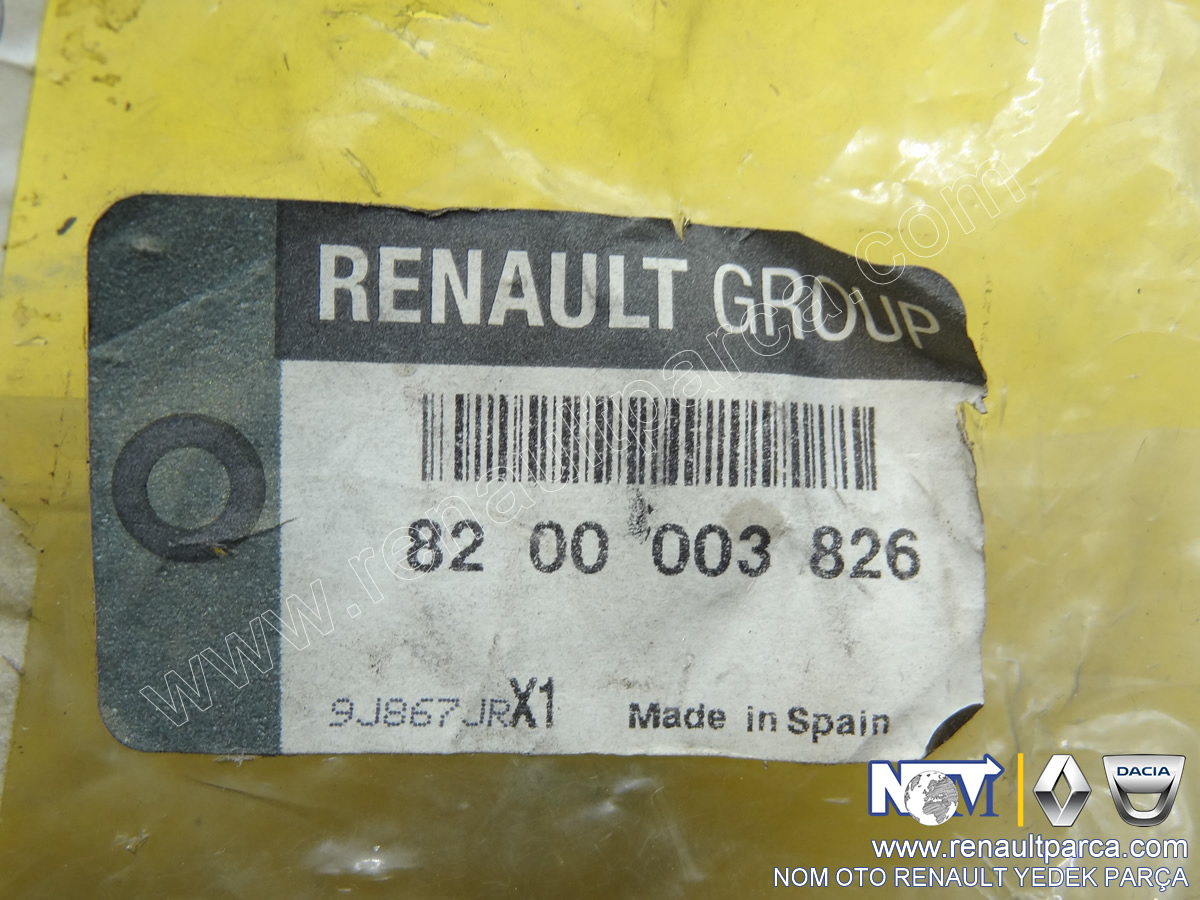 RENAULT GROUP
82 00 003 826
9J867JRX1
Made in Spain
www.renaultparca.com
NOM
DACIA
www.renaultparca.com
NOM OTO RENAULT YEDEK PARÇA